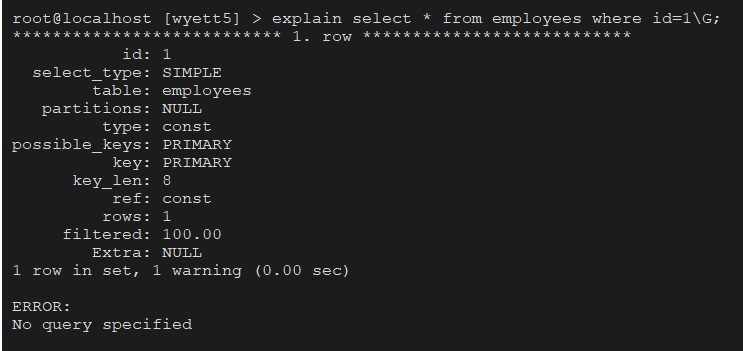 root@localhost [wyett5] > explain select * from employees where id=1\G;
*************************** 1. row ***************************
id: 1
select_type: SIMPLE
table: employees
partitions: NULL
type: const
possible_keys: PRIMARY
key: PRIMARY
key_len: 8
ref: const
rows: 1
filtered: 100.00
Extra: NULL
1 row in set, 1 warning (0.00 sec)
ERROR:
No query specified